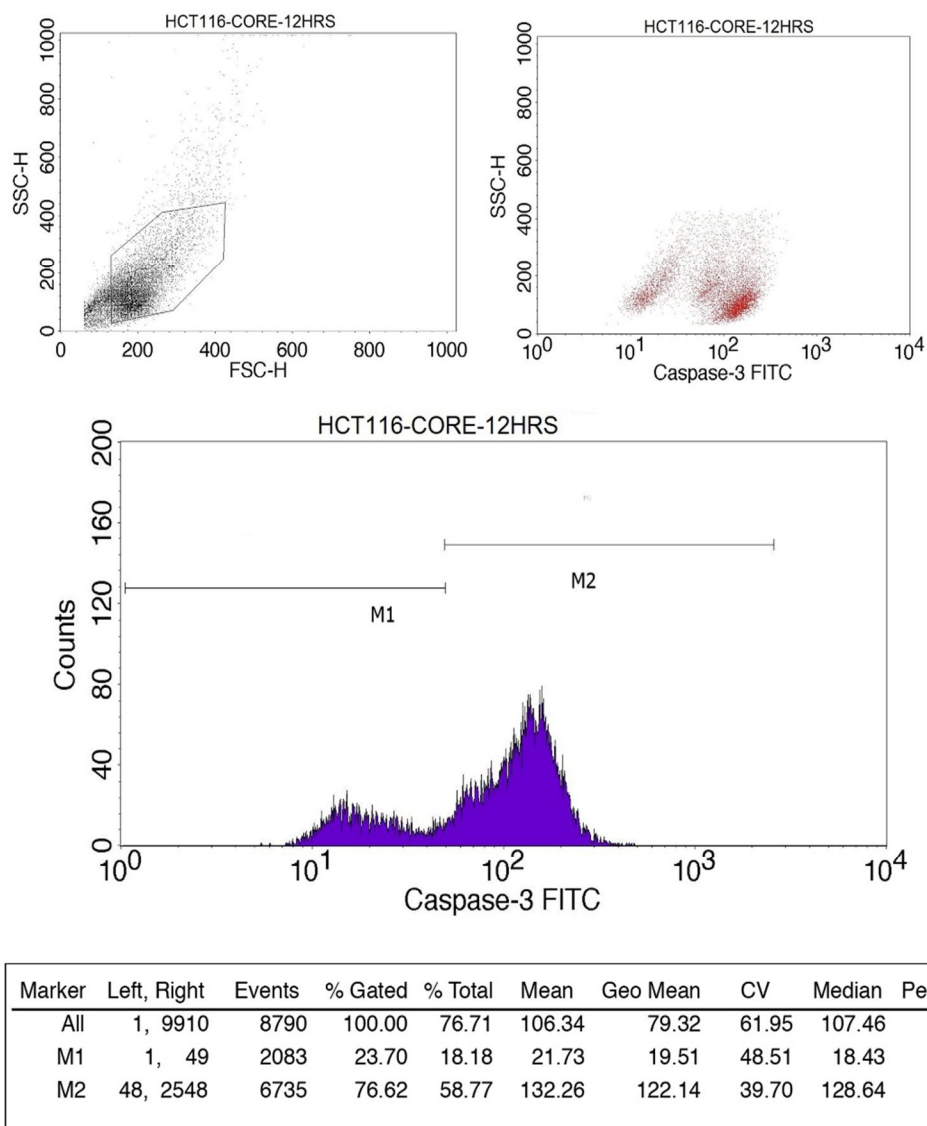 HCT116-CORE-12HRS
1000
800
600
400
200
0
SSC-H
0 200 400 600 800 1000
FSC-H
HCT116-CORE-12HRS
1000
800
600
400
200
0
SSC-H
10^0 10^1 10^2 10^3 10^4
Caspase-3 FITC
HCT116-CORE-12HRS
200
160
120
80
40
0
Counts
M2
M1
10^0 10^1 10^2 10^3 10^4
Caspase-3 FITC
Marker Left, Right Events % Gated % Total Mean Geo Mean CV Median Pe
All 1, 9910 8790 100.00 76.71 106.34 79.32 61.95 107.46
M1 1, 49 2083 23.70 18.18 21.73 19.51 48.51 18.43
M2 48, 2548 6735 76.62 58.77 132.26 122.14 39.70 128.64